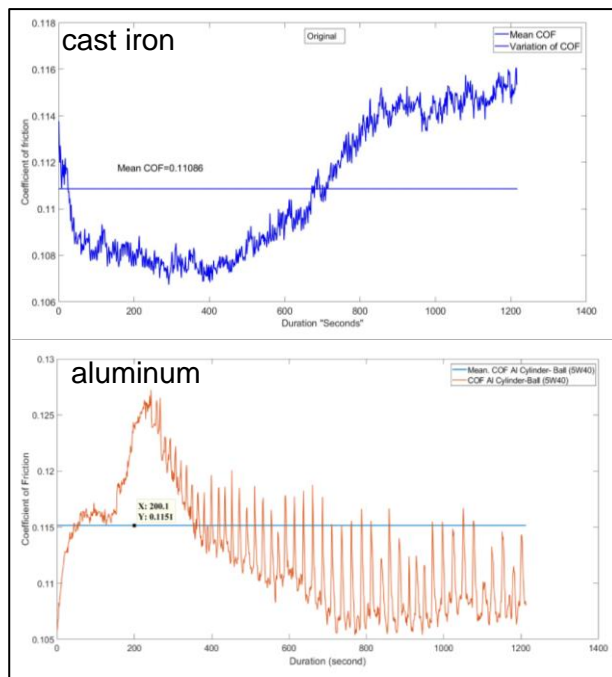 cast iron
Original
Mean COF
Variation of COF
Mean COF=0.11086
Coefficient of friction
0.118
0.116
0.114
0.112
0.11
0.108
0.106
0 200 400 600 800 1000 1200 1400
Duration "Seconds"
aluminum
Mean. COF Al Cylinder- Ball (5W40)
COF Al Cylinder-Ball (5W40)
X: 200.1
Y: 0.1151
Coefficient of Friction
0.13
0.125
0.12
0.115
0.11
0.105
0 200 400 600 800 1000 1200 1400
Duration (second)